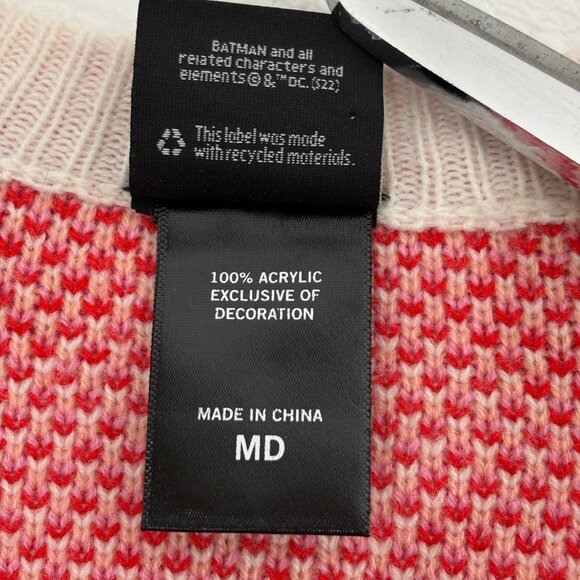 BATMAN and all
related characters and
elements © & ™ DC. (S22)
This label was made
with recycled materials.
100% ACRYLIC
EXCLUSIVE OF
DECORATION
MADE IN CHINA
MD